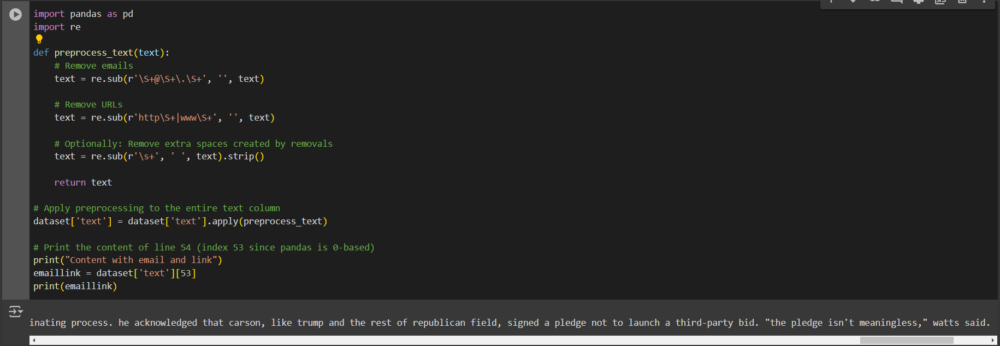 import pandas as pd
import re
def preprocess_text(text):
    # Remove emails
    text = re.sub(r'\S+@\S+\.\S+', '', text)
    # Remove URLs
    text = re.sub(r'http\S+|www\S+', '', text)
    # Optionally: Remove extra spaces created by removals
    text = re.sub(r'\s+', ' ', text).strip()
    return text
# Apply preprocessing to the entire text column
dataset['text'] = dataset['text'].apply(preprocess_text)
# Print the content of line 54 (index 53 since pandas is 0-based)
print("Content with email and link")
emaillink = dataset['text'][53]
print(emaillink)
inating process. he acknowledged that carson, like trump and the rest of republican field, signed a pledge not to launch a third-party bid. "the pledge isn't meaningless," watts said.